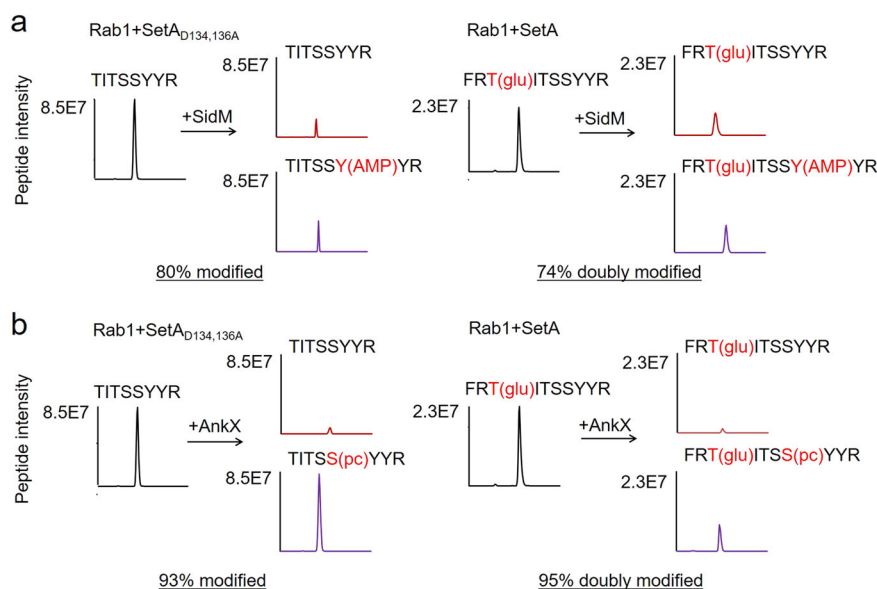 a
Rab1+SetAD134,136A
Rab1+SetA
TITSSYYR
8.5E7
+SidM
TITSSYYR
8.5E7
TITSSY(AMP)YR
8.5E7
80% modified
FRT(glu)ITSSYYR
2.3E7
+SidM
FRT(glu)ITSSYYR
2.3E7
FRT(glu)ITSSY(AMP)YR
2.3E7
74% doubly modified
Peptide intensity
b
Rab1+SetAD134,136A
Rab1+SetA
TITSSYYR
8.5E7
+AnkX
TITSSYYR
8.5E7
TITSS(pc)YYR
8.5E7
93% modified
FRT(glu)ITSSYYR
2.3E7
+AnkX
FRT(glu)ITSSYYR
2.3E7
FRT(glu)ITSS(pc)YYR
2.3E7
95% doubly modified
Peptide intensity